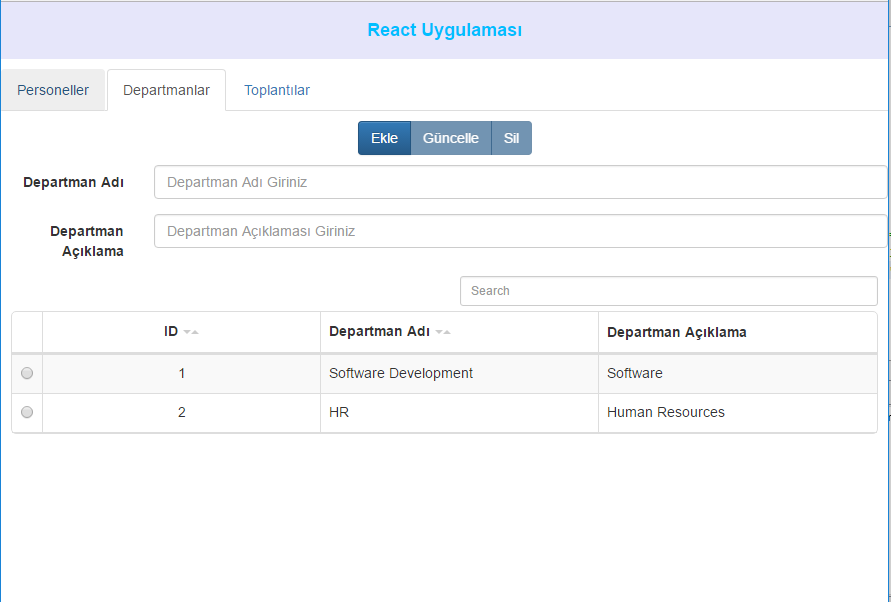 React Uygulaması
Personeller Departmanlar Toplantılar
Ekle Güncelle Sil
Departman Adı Departman Adı Giriniz
Departman Departman Açıklaması Giriniz
Açıklama
Search
ID Departman Adı Departman Açıklama
1 Software Development Software
2 HR Human Resources